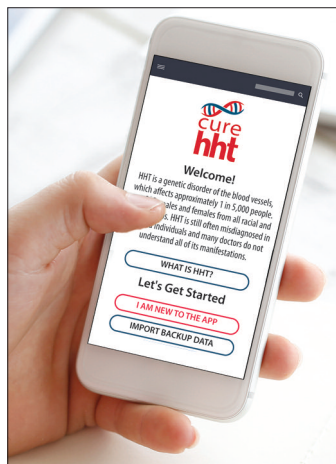 cure
hht
Welcome!
HHT is a genetic disorder of the blood vessels,
which affects approximately 1 in 5,000 people.
ales and females from all racial and
HHT is still often misdiagnosed in
individuals and many doctors do not
understand all of its manifestations.
WHAT IS HHT?
Let's Get Started
I AM NEW TO THE APP
IMPORT BACKUP DATA